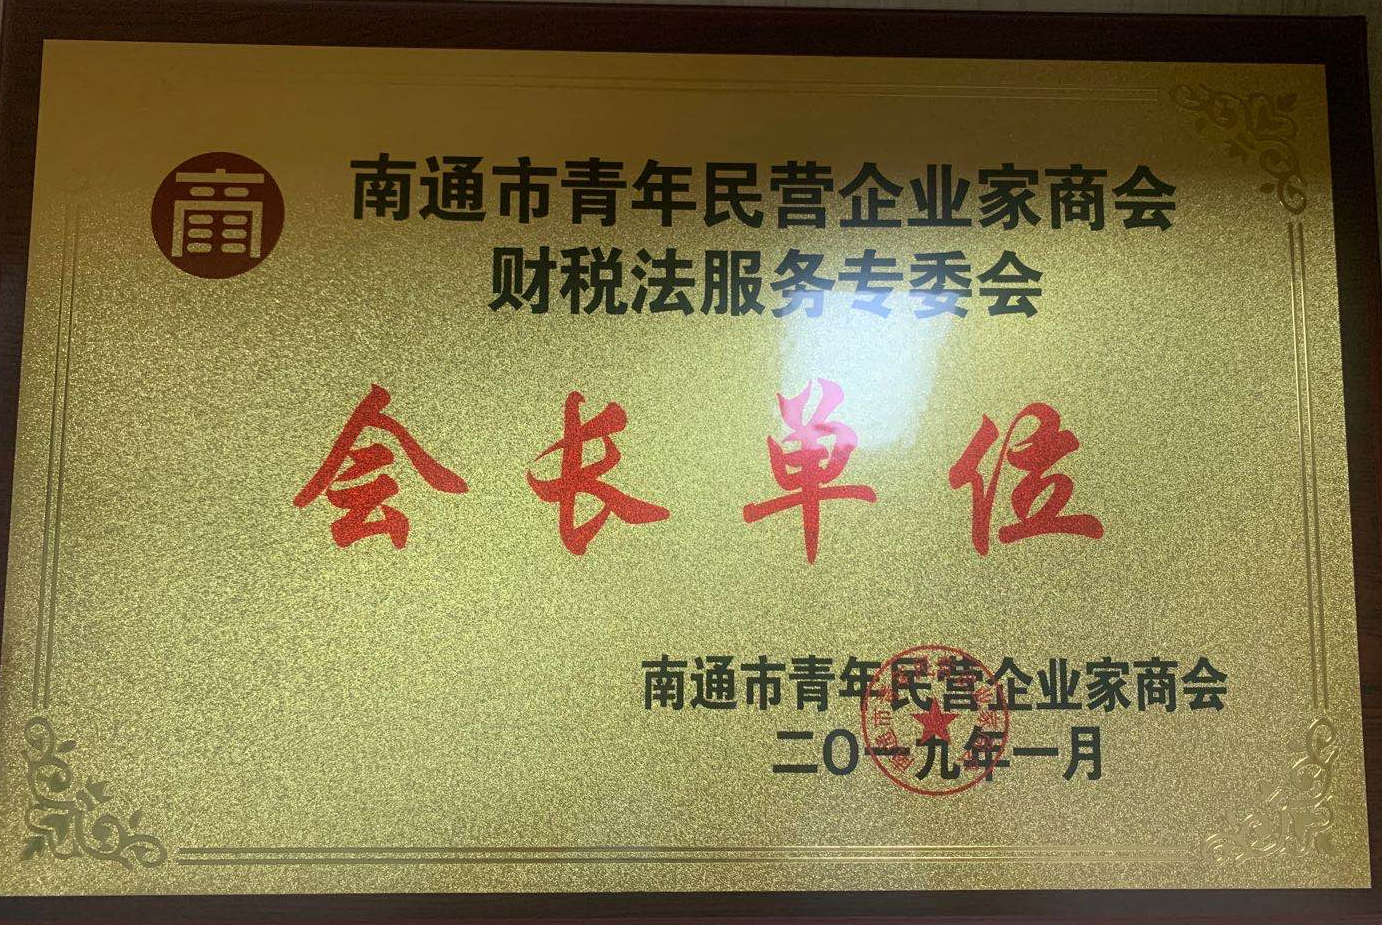 南通市青年民营企业家商会
财税法服务专委会
会长单位
南通市青年民营企业家商会
二〇一九年一月